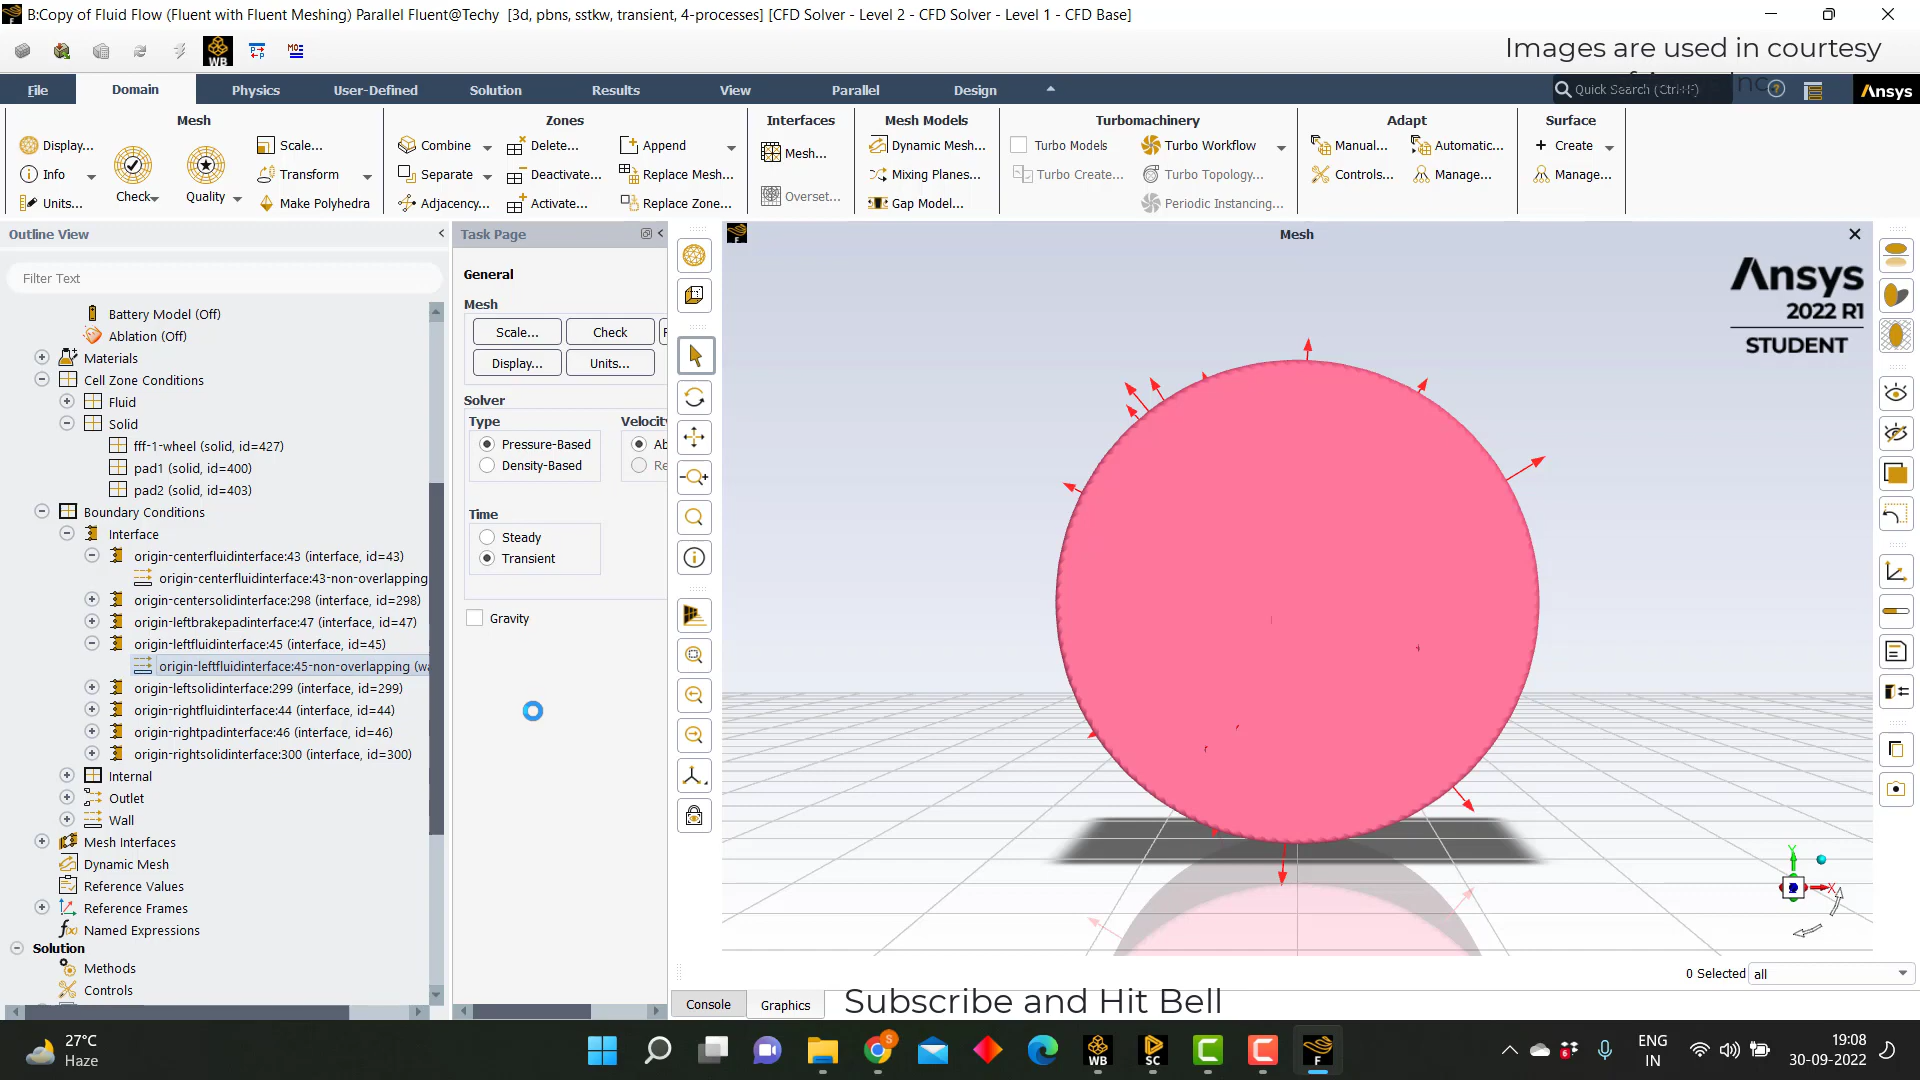 B:Copy of Fluid Flow (Fluent with Fluent Meshing) Parallel Fluent@Techy [3d, pbns, sstkw, transient, 4-processes] [CFD Solver - Level 2 - CFD Solver - Level 1 - CFD Base]
WB
Images are used in courtesy
File
Domain
Physics
User-Defined
Solution
Results
View
Parallel
Design
Quick Search (Ctrl+F)
Ansys
Mesh
Zones
Interfaces
Mesh Models
Turbomachinery
Adapt
Surface
Display...
Scale...
Combine
Delete...
Append
Mesh...
Dynamic Mesh...
Turbo Models
Turbo Workflow
Manual...
Automatic...
Create
Info
Check
Quality
Transform
Separate
Deactivate...
Replace Mesh...
Overset...
Mixing Planes...
Turbo Create...
Turbo Topology...
Controls...
Manage...
Manage...
Units...
Make Polyhedra
Adjacency...
Activate...
Replace Zone...
Gap Model...
Periodic Instancing...
Outline View
Filter Text
Battery Model (Off)
Ablation (Off)
Materials
Cell Zone Conditions
Fluid
Solid
fff-1-wheel (solid, id=427)
pad1 (solid, id=400)
pad2 (solid, id=403)
Boundary Conditions
Interface
origin-centerfluidinterface:43 (interface, id=43)
origin-centerfluidinterface:43-non-overlapping
origin-centersolidinterface:298 (interface, id=298)
origin-leftbrakepadinterface:47 (interface, id=47)
origin-leftfluidinterface:45 (interface, id=45)
origin-leftfluidinterface:45-non-overlapping (wa
origin-leftsolidinterface:299 (interface, id=299)
origin-rightfluidinterface:44 (interface, id=44)
origin-rightpadinterface:46 (interface, id=46)
origin-rightsolidinterface:300 (interface, id=300)
Internal
Outlet
Wall
Mesh Interfaces
Dynamic Mesh
Reference Values
Reference Frames
Named Expressions
Solution
Methods
Controls
Task Page
General
Mesh
Scale...
Check
Display...
Units...
Solver
Type
Velocity
Pressure-Based
Ab
Density-Based
Re
Time
Steady
Transient
Gravity
Mesh
Ansys
2022 R1
STUDENT
Y
X
0 Selected
all
Console
Graphics
Subscribe and Hit Bell
27°C
Haze
S
WB
SC
F
6
ENG
IN
19:08
30-09-2022